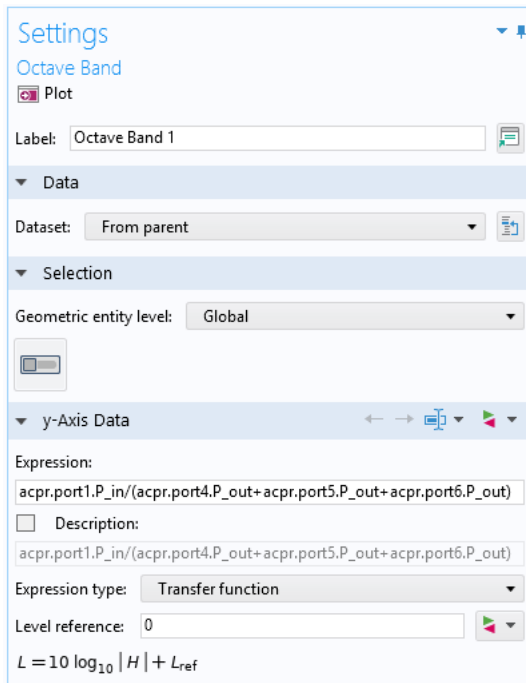 Settings
Octave Band
Plot
Label: Octave Band 1
Data
Dataset: From parent
Selection
Geometric entity level: Global
y-Axis Data
Expression:
acpr.port1.P_in/(acpr.port4.P_out+acpr.port5.P_out+acpr.port6.P_out)
Description:
acpr.port1.P_in/(acpr.port4.P_out+acpr.port5.P_out+acpr.port6.P_out)
Expression type: Transfer function
Level reference: 0
L = 10 log₁₀ |H| + L_ref